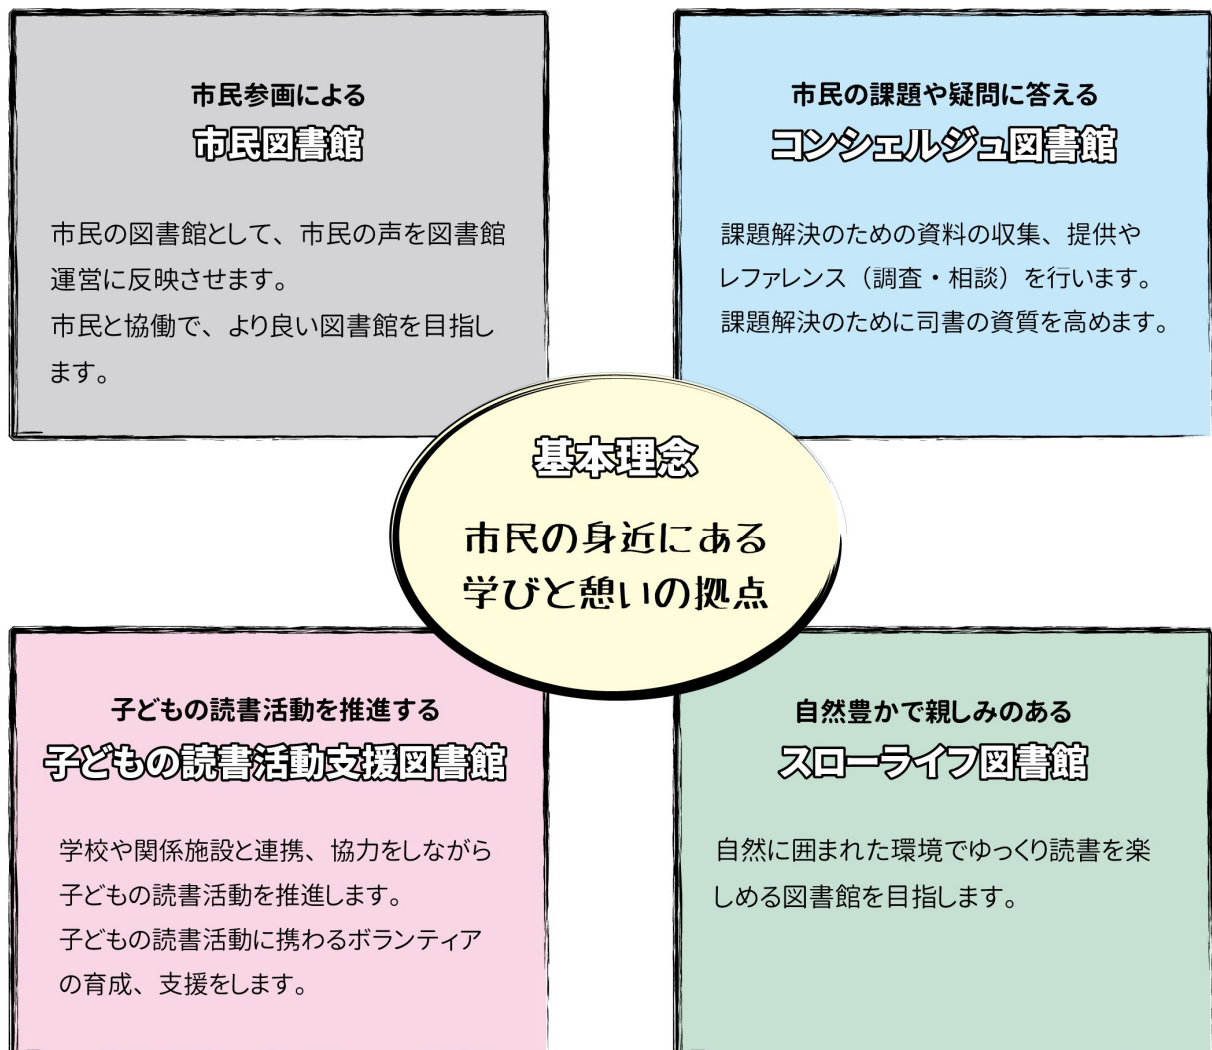 市民参画による
市民図書館
市民の図書館として、市民の声を図書館
運営に反映させます。
市民と協働で、より良い図書館を目指し
ます。
市民の課題や疑問に答える
コンシェルジュ図書館
課題解決のための資料の収集、提供や
レファレンス（調査・相談）を行います。
課題解決のために司書の資質を高めます。
基本理念
市民の身近にある
学びと憩いの拠点
子どもの読書活動を推進する
子どもの読書活動支援図書館
学校や関係施設と連携、協力をしながら
子どもの読書活動を推進します。
子どもの読書活動に携わるボランティア
の育成、支援をします。
自然豊かで親しみのある
スローライフ図書館
自然に囲まれた環境でゆっくり読書を楽
しめる図書館を目指します。